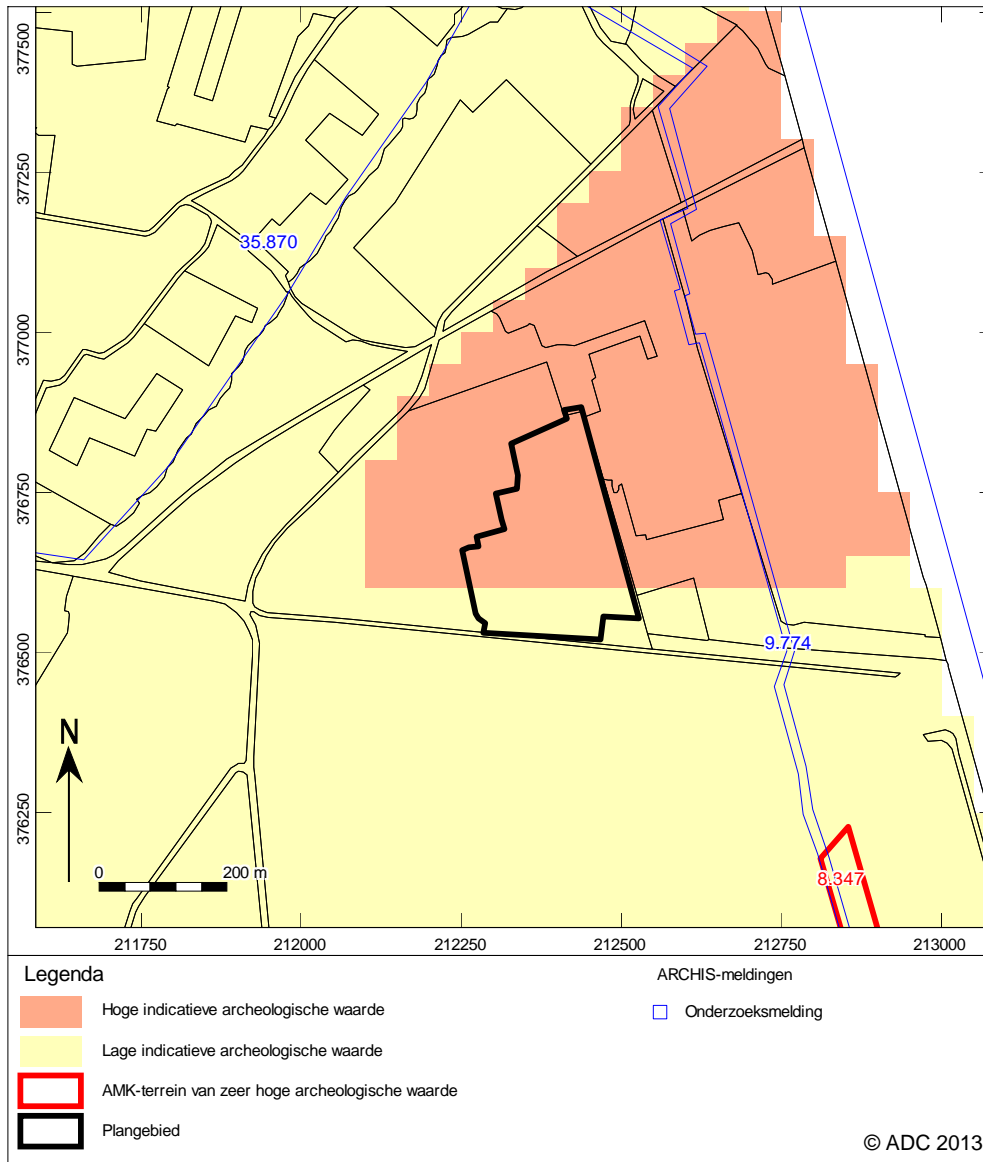 377500
377250
377000
376750
376500
376250
35.870
9.774
8.347
N
0 200 m
211750 212000 212250 212500 212750 213000
Legenda
Hoge indicatieve archeologische waarde
Lage indicatieve archeologische waarde
AMK-terrein van zeer hoge archeologische waarde
Plangebied
ARCHIS-meldingen
Onderzoeksmelding
© ADC 2013